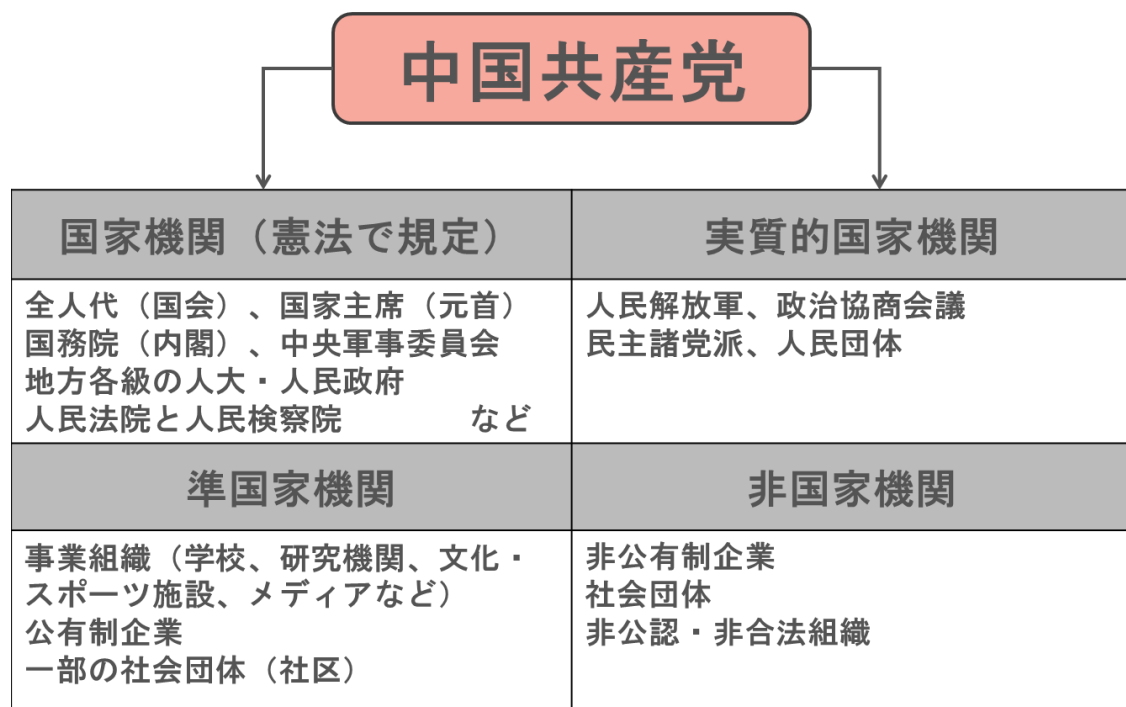 中国共産党
国家機関（憲法で規定）
実質的国家機関
全人代（国会）、国家主席（元首）
国務院（内閣）、中央軍事委員会
地方各級の人大・人民政府
人民法院と人民検察院　　　　など
人民解放軍、政治協商会議
民主諸党派、人民団体
準国家機関
非国家機関
事業組織（学校、研究機関、文化・
スポーツ施設、メディアなど）
公有制企業
一部の社会団体（社区）
非公有制企業
社会団体
非公認・非合法組織